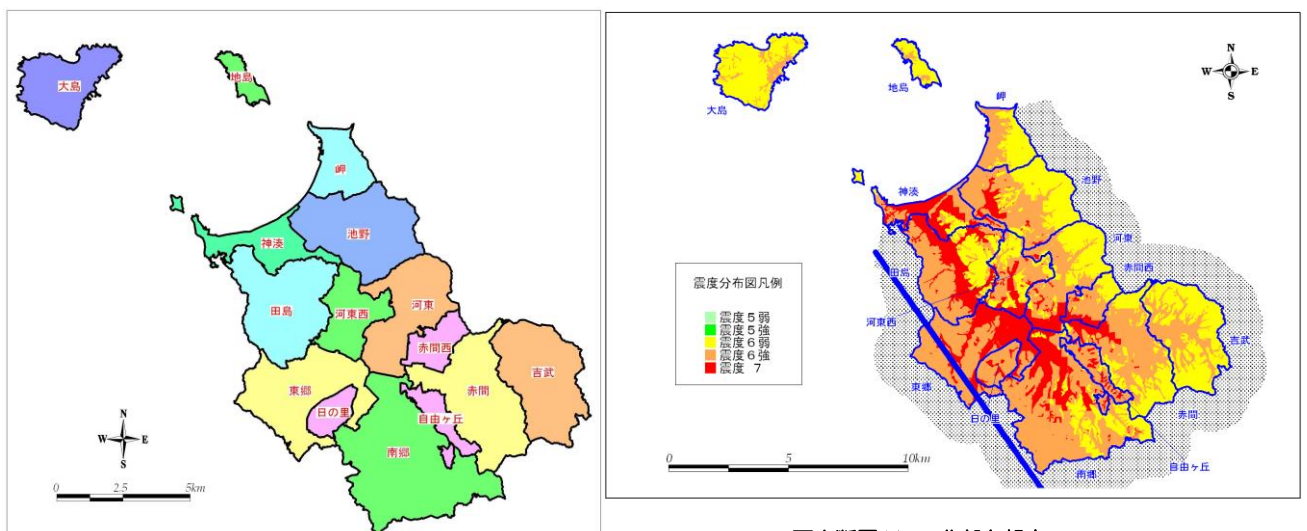 大島
地島
岬
池野
神湊
田島
河東西
河東
赤間西
吉武
赤間
東郷
日の里
自由ヶ丘
南郷
N
W E
S
0 2.5 5km
大島
地島
岬
N
W E
S
池野
神湊
河東
赤間西
田島
河東西
吉武
東郷
日の里
赤間
自由ヶ丘
南郷
震度分布図凡例
震度5弱
震度5強
震度6弱
震度6強
震度 7
0 5 10km